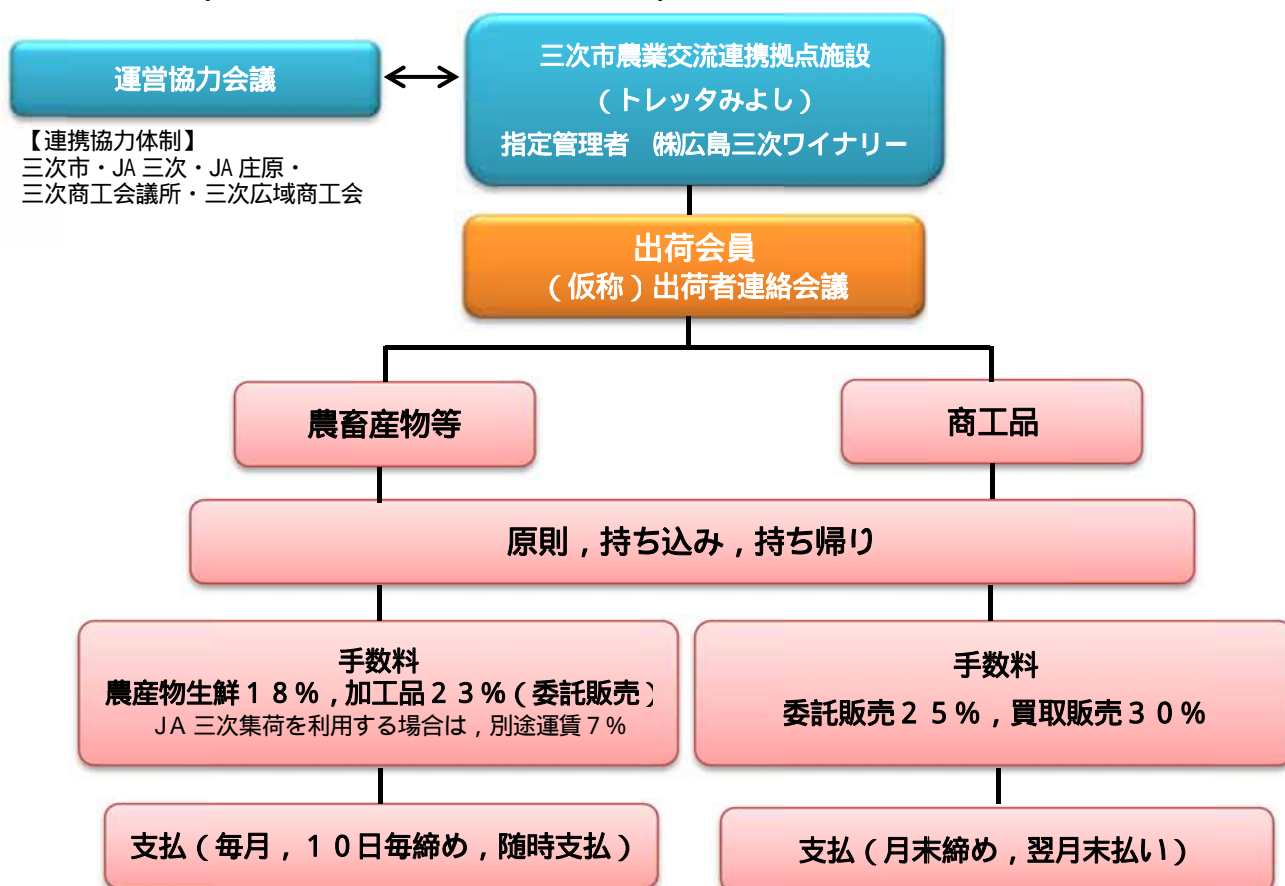 運営協力会議
【連携協力体制】
三次市・JA 三次・JA 庄原・
三次商工会議所・三次広域商工会
三次市農業交流連携拠点施設
（トレッタみよし）
指定管理者　㈱広島三次ワイナリー
出荷会員
（仮称）出荷者連絡会議
農畜産物等
商工品
原則，持ち込み，持ち帰り
手数料
農産物生鮮１８％，加工品２３％（委託販売）
JA 三次集荷を利用する場合は，別途運賃７％
手数料
委託販売２５％，買取販売３０％
支払（毎月，１０日毎締め，随時支払）
支払（月末締め，翌月末払い）